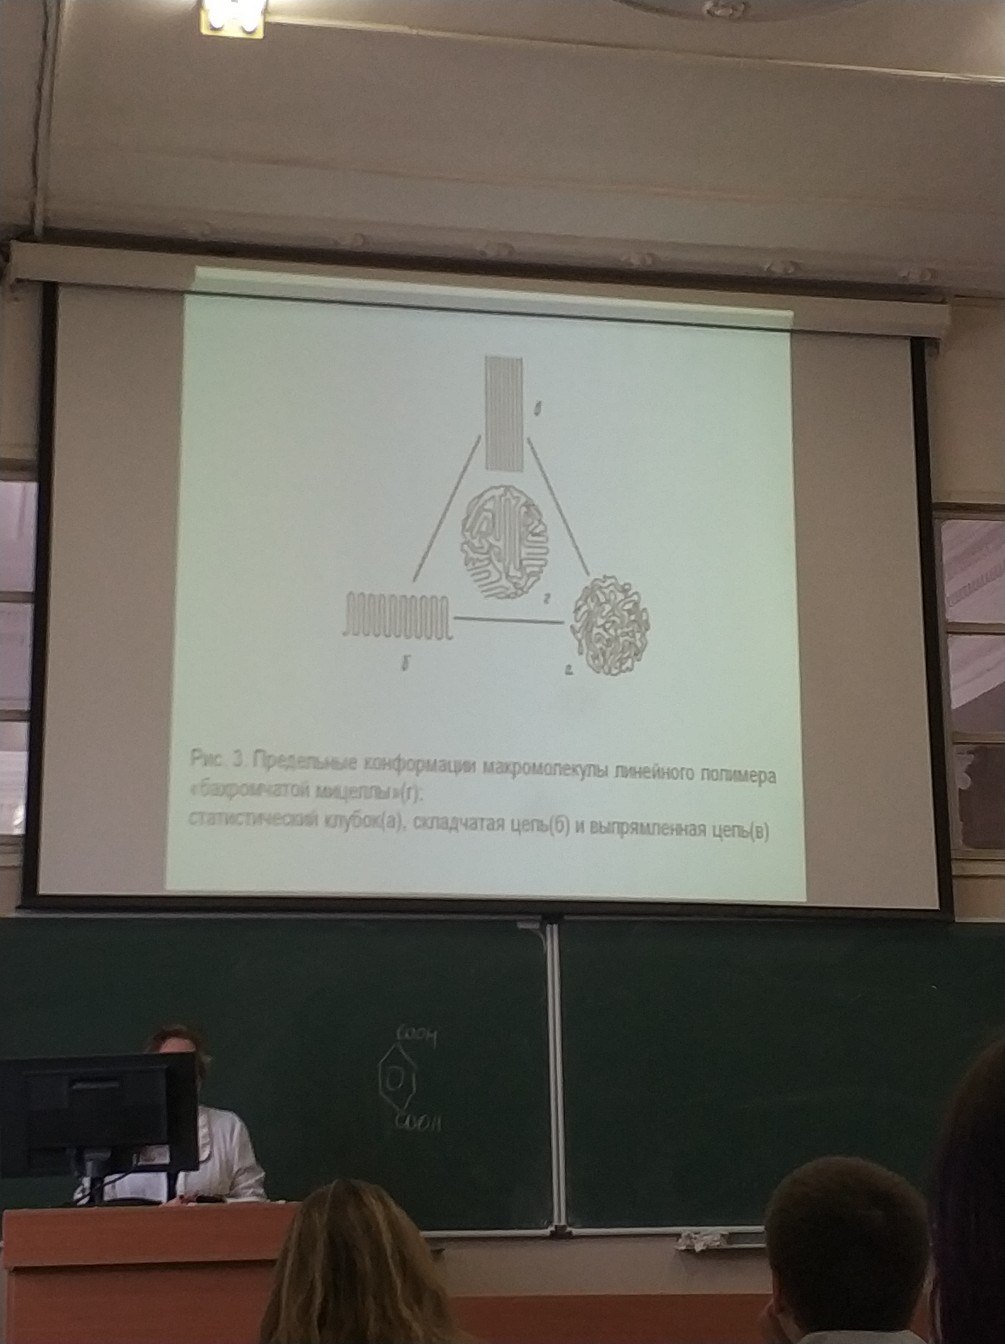 в
г
б
а
Рис. 3. Предельные конформации макромолекулы линейного полимера
«бахромчатой мицеллы»(г);
статистический клубок(а), складчатая цепь(б) и выпрямленная цепь(в)
COOH
COOH